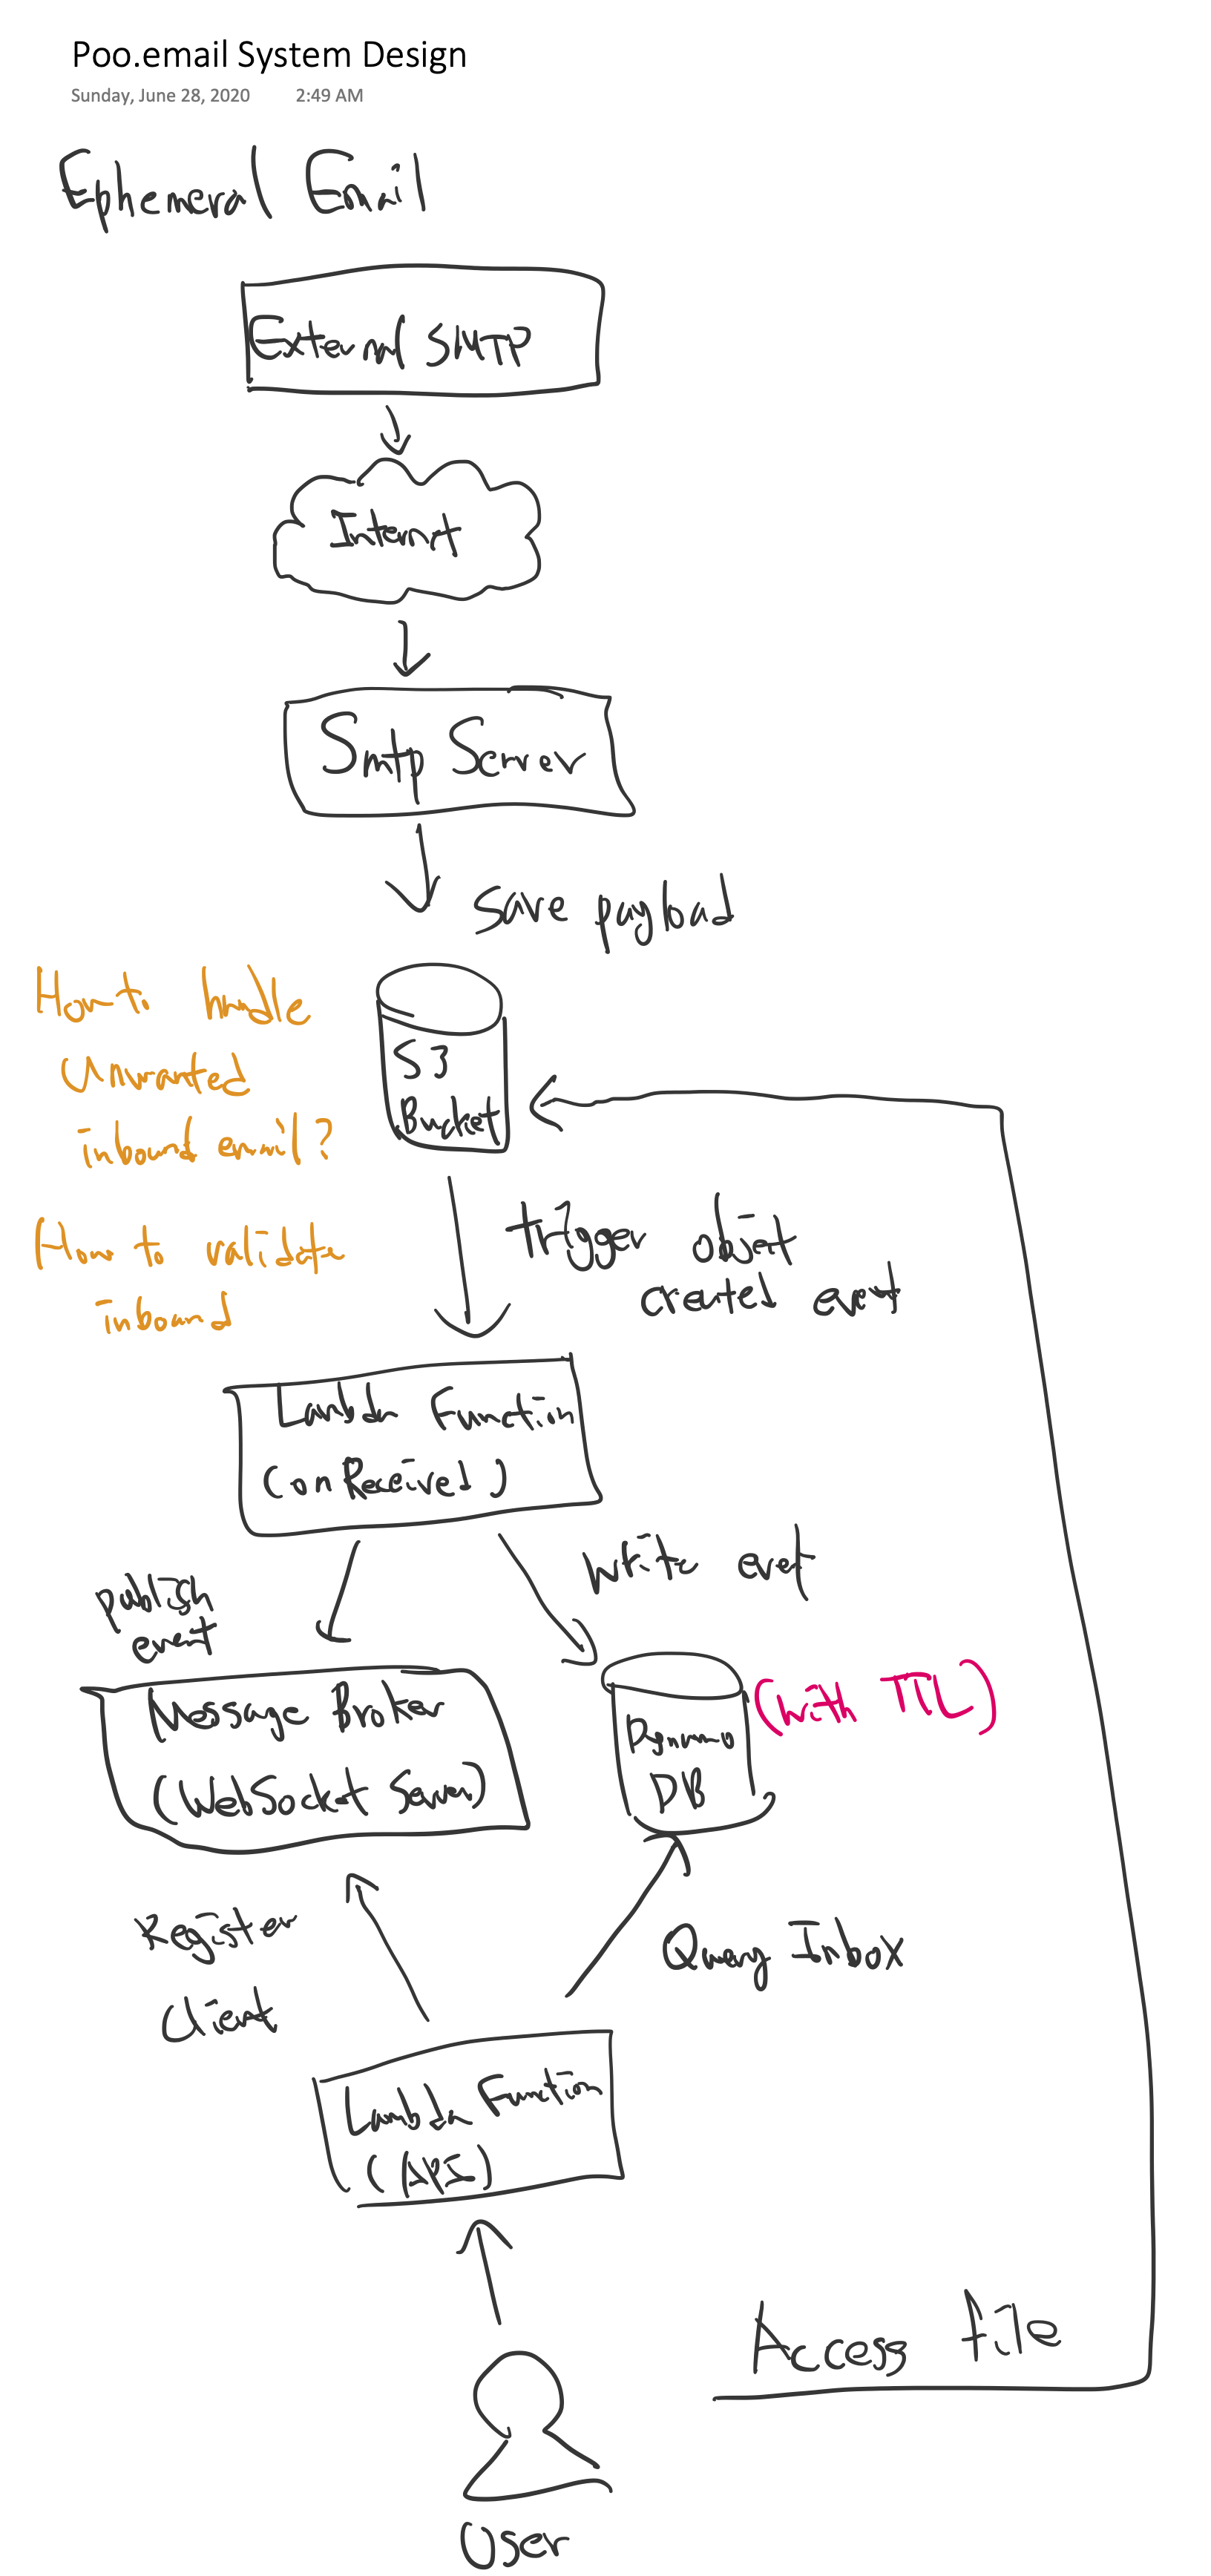 Poo.email System Design
Sunday, June 28, 2020 2:49 AM
Ephemeral Email
External SMTP
Internet
Smtp Server
Save payload
How to handle
unwanted
inbound email?
S3
Bucket
How to validate
inbound
trigger object
created event
Lambda Function
(onReceived)
write evet
publish
event
Message Broker
(WebSocket Server)
Dynamo
DB
(with TTL)
Register
Client
Query Inbox
Lambda Function
(API)
Access file
User